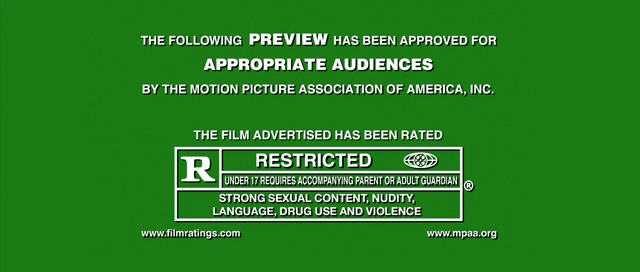 THE FOLLOWING PREVIEW HAS BEEN APPROVED FOR
APPROPRIATE AUDIENCES
BY THE MOTION PICTURE ASSOCIATION OF AMERICA, INC.
THE FILM ADVERTISED HAS BEEN RATED
R RESTRICTED
UNDER 17 REQUIRES ACCOMPANYING PARENT OR ADULT GUARDIAN ®
STRONG SEXUAL CONTENT, NUDITY,
LANGUAGE, DRUG USE AND VIOLENCE
www.filmratings.com www.mpaa.org